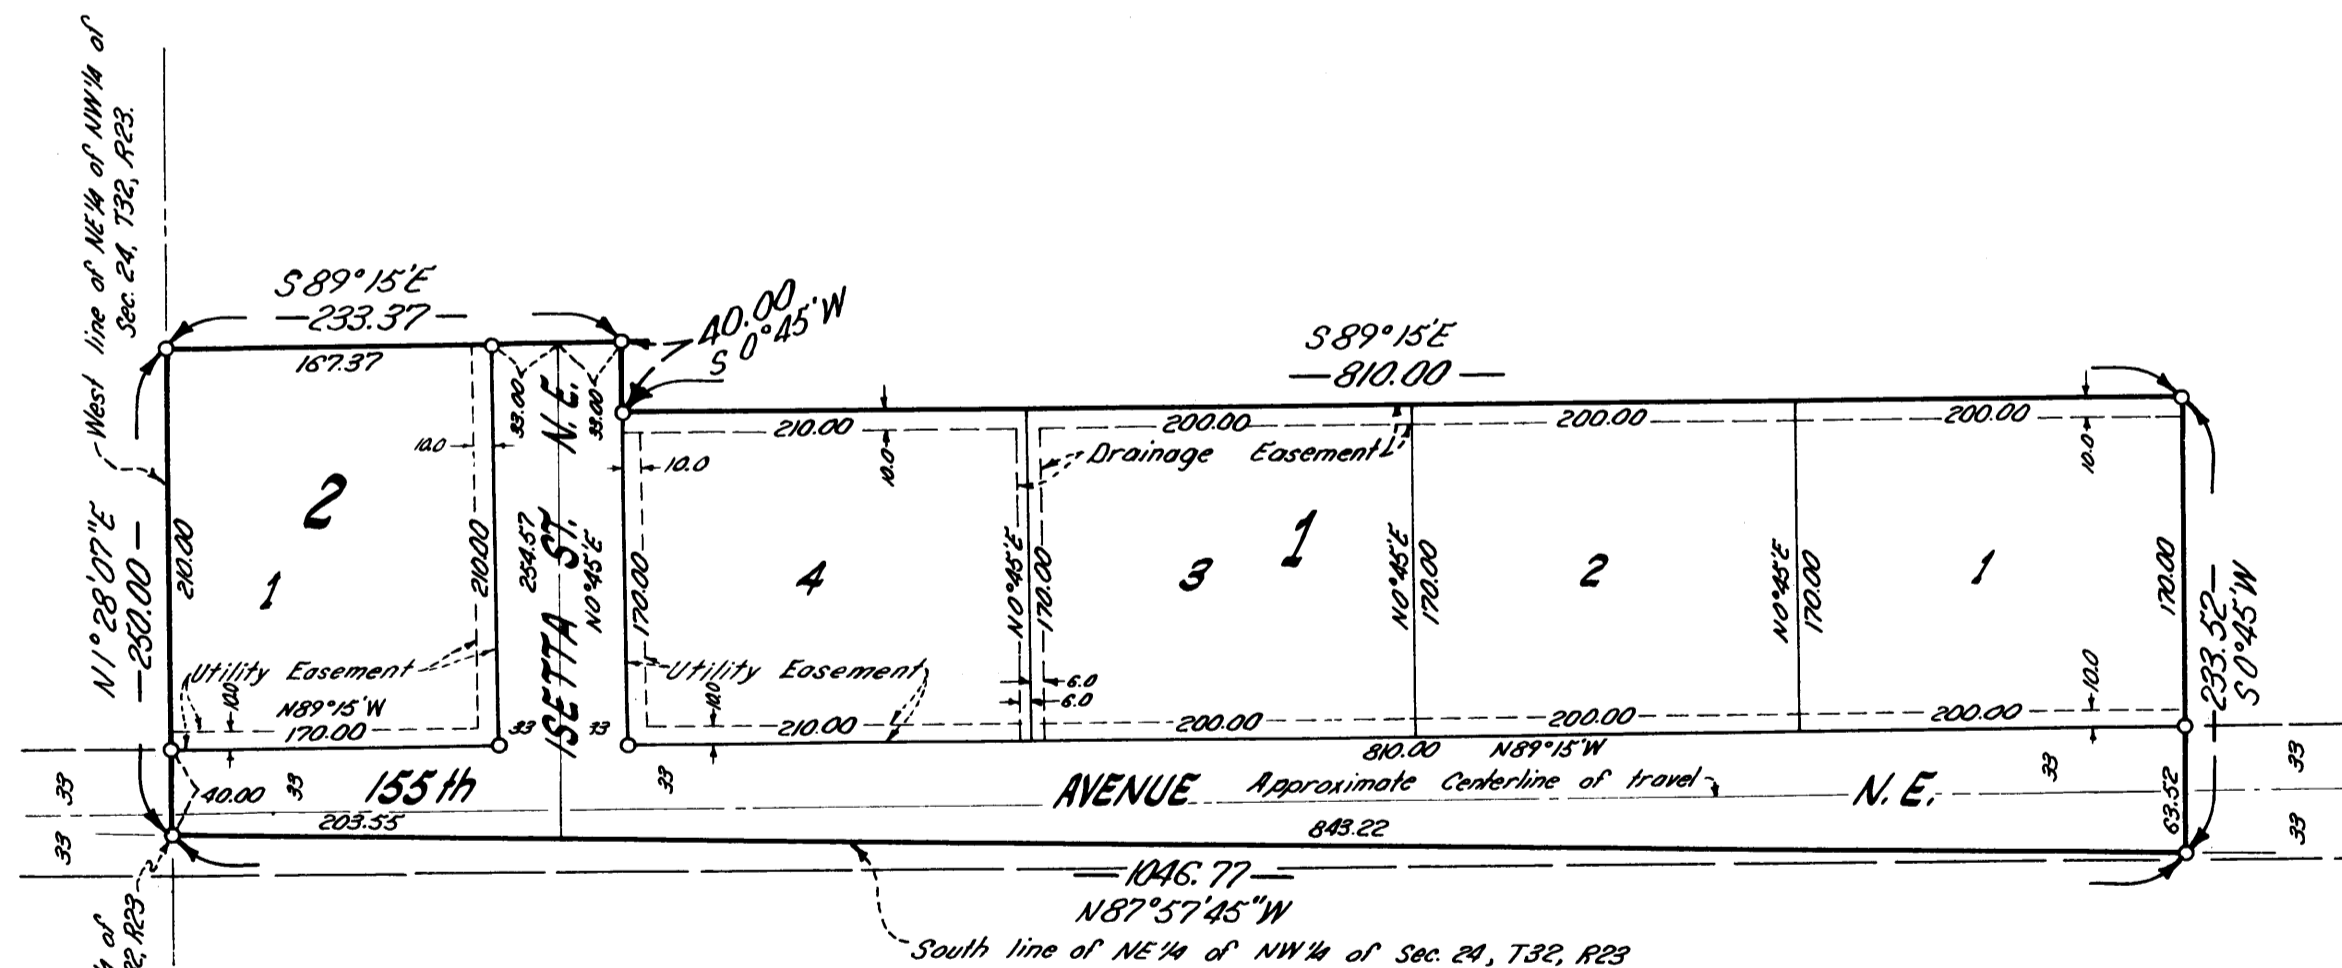 West line of NE¼ of NW¼ of
Sec. 24, T32, R23.
S89°15'E
—233.37—
167.37
40.00
S 0°45'W
S89°15'E
—810.00—
N1°28'07"E
—250.00—
210.00
2
1
10.0
210.00
33.00
33.00
254.57
ISETTA ST. N.E.
N0°45'E
Utility Easement
10.0
N89°15'W
170.00
33
33
210.00
10.0
10.0
170.00
4
Utility Easement
10.0
210.00
N0°45'E
170.00
6.0
6.0
200.00
Drainage Easement
3
1
200.00
N0°45'E
170.00
200.00
2
200.00
N0°45'E
170.00
200.00
1
200.00
10.0
170.00
10.0
—233.52—
S0°45'W
63.52
810.00 N89°15'W
33
33
40.00
33
155th AVENUE N.E.
33
Approximate Centerline of travel
33
33
33
203.55
843.22
—1046.77—
N87°57'45"W
South line of NE¼ of NW¼ of Sec. 24, T32, R23
¼ of
R23